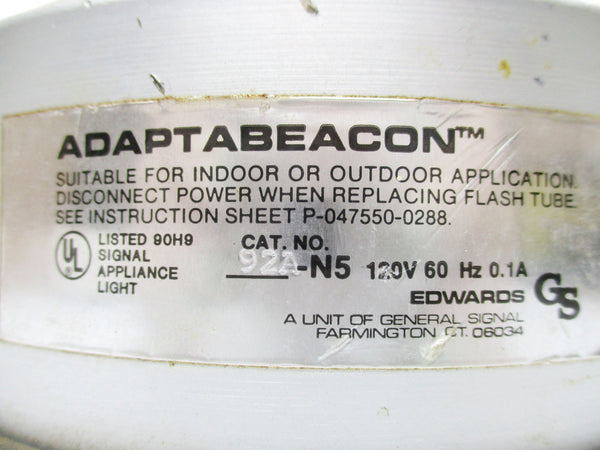 ADAPTABEACON™
SUITABLE FOR INDOOR OR OUTDOOR APPLICATION.
DISCONNECT POWER WHEN REPLACING FLASH TUBE.
SEE INSTRUCTION SHEET P-047550-0288.
UL LISTED 90H9
SIGNAL
APPLIANCE
LIGHT
CAT. NO.
92A-N5 120V 60 Hz 0.1A
EDWARDS GS
A UNIT OF GENERAL SIGNAL
FARMINGTON CT. 06034